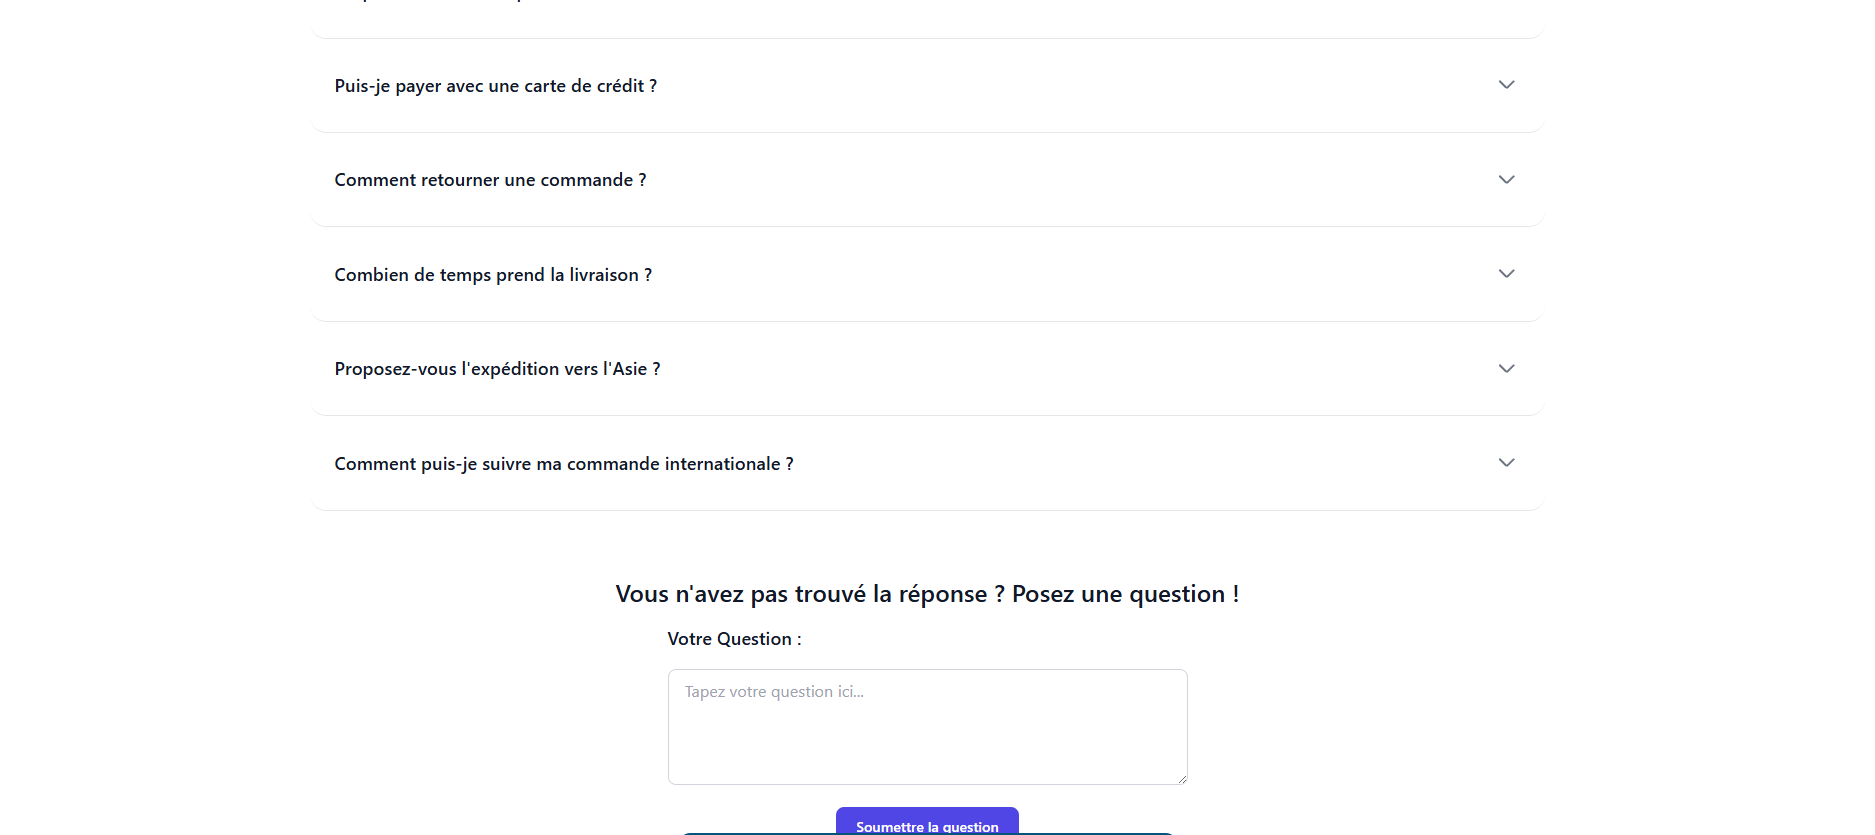 Puis-je payer avec une carte de crédit ?
Comment retourner une commande ?
Combien de temps prend la livraison ?
Proposez-vous l'expédition vers l'Asie ?
Comment puis-je suivre ma commande internationale ?
Vous n'avez pas trouvé la réponse ? Posez une question !
Votre Question :
Tapez votre question ici...
Soumettre la question